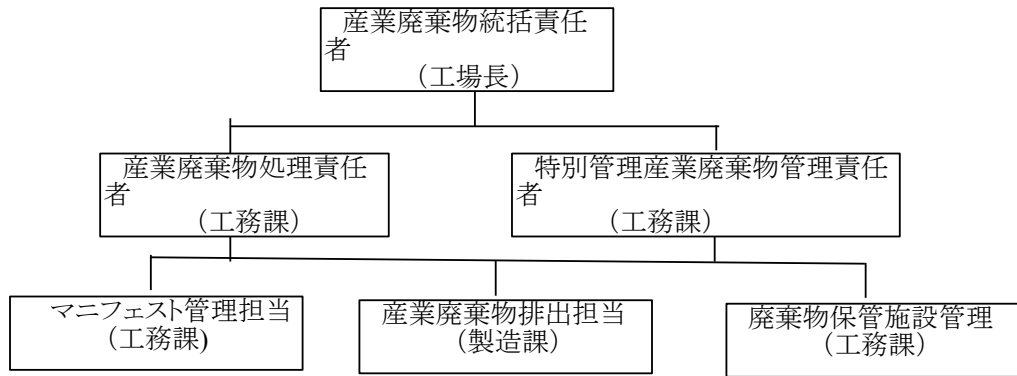 産業廃棄物統括責任
者
（工場長）
産業廃棄物処理責任
者
（工務課）
特別管理産業廃棄物管理責任
者
（工務課）
マニフェスト管理担当
（工務課)
産業廃棄物排出担当
（製造課）
廃棄物保管施設管理
（工務課）